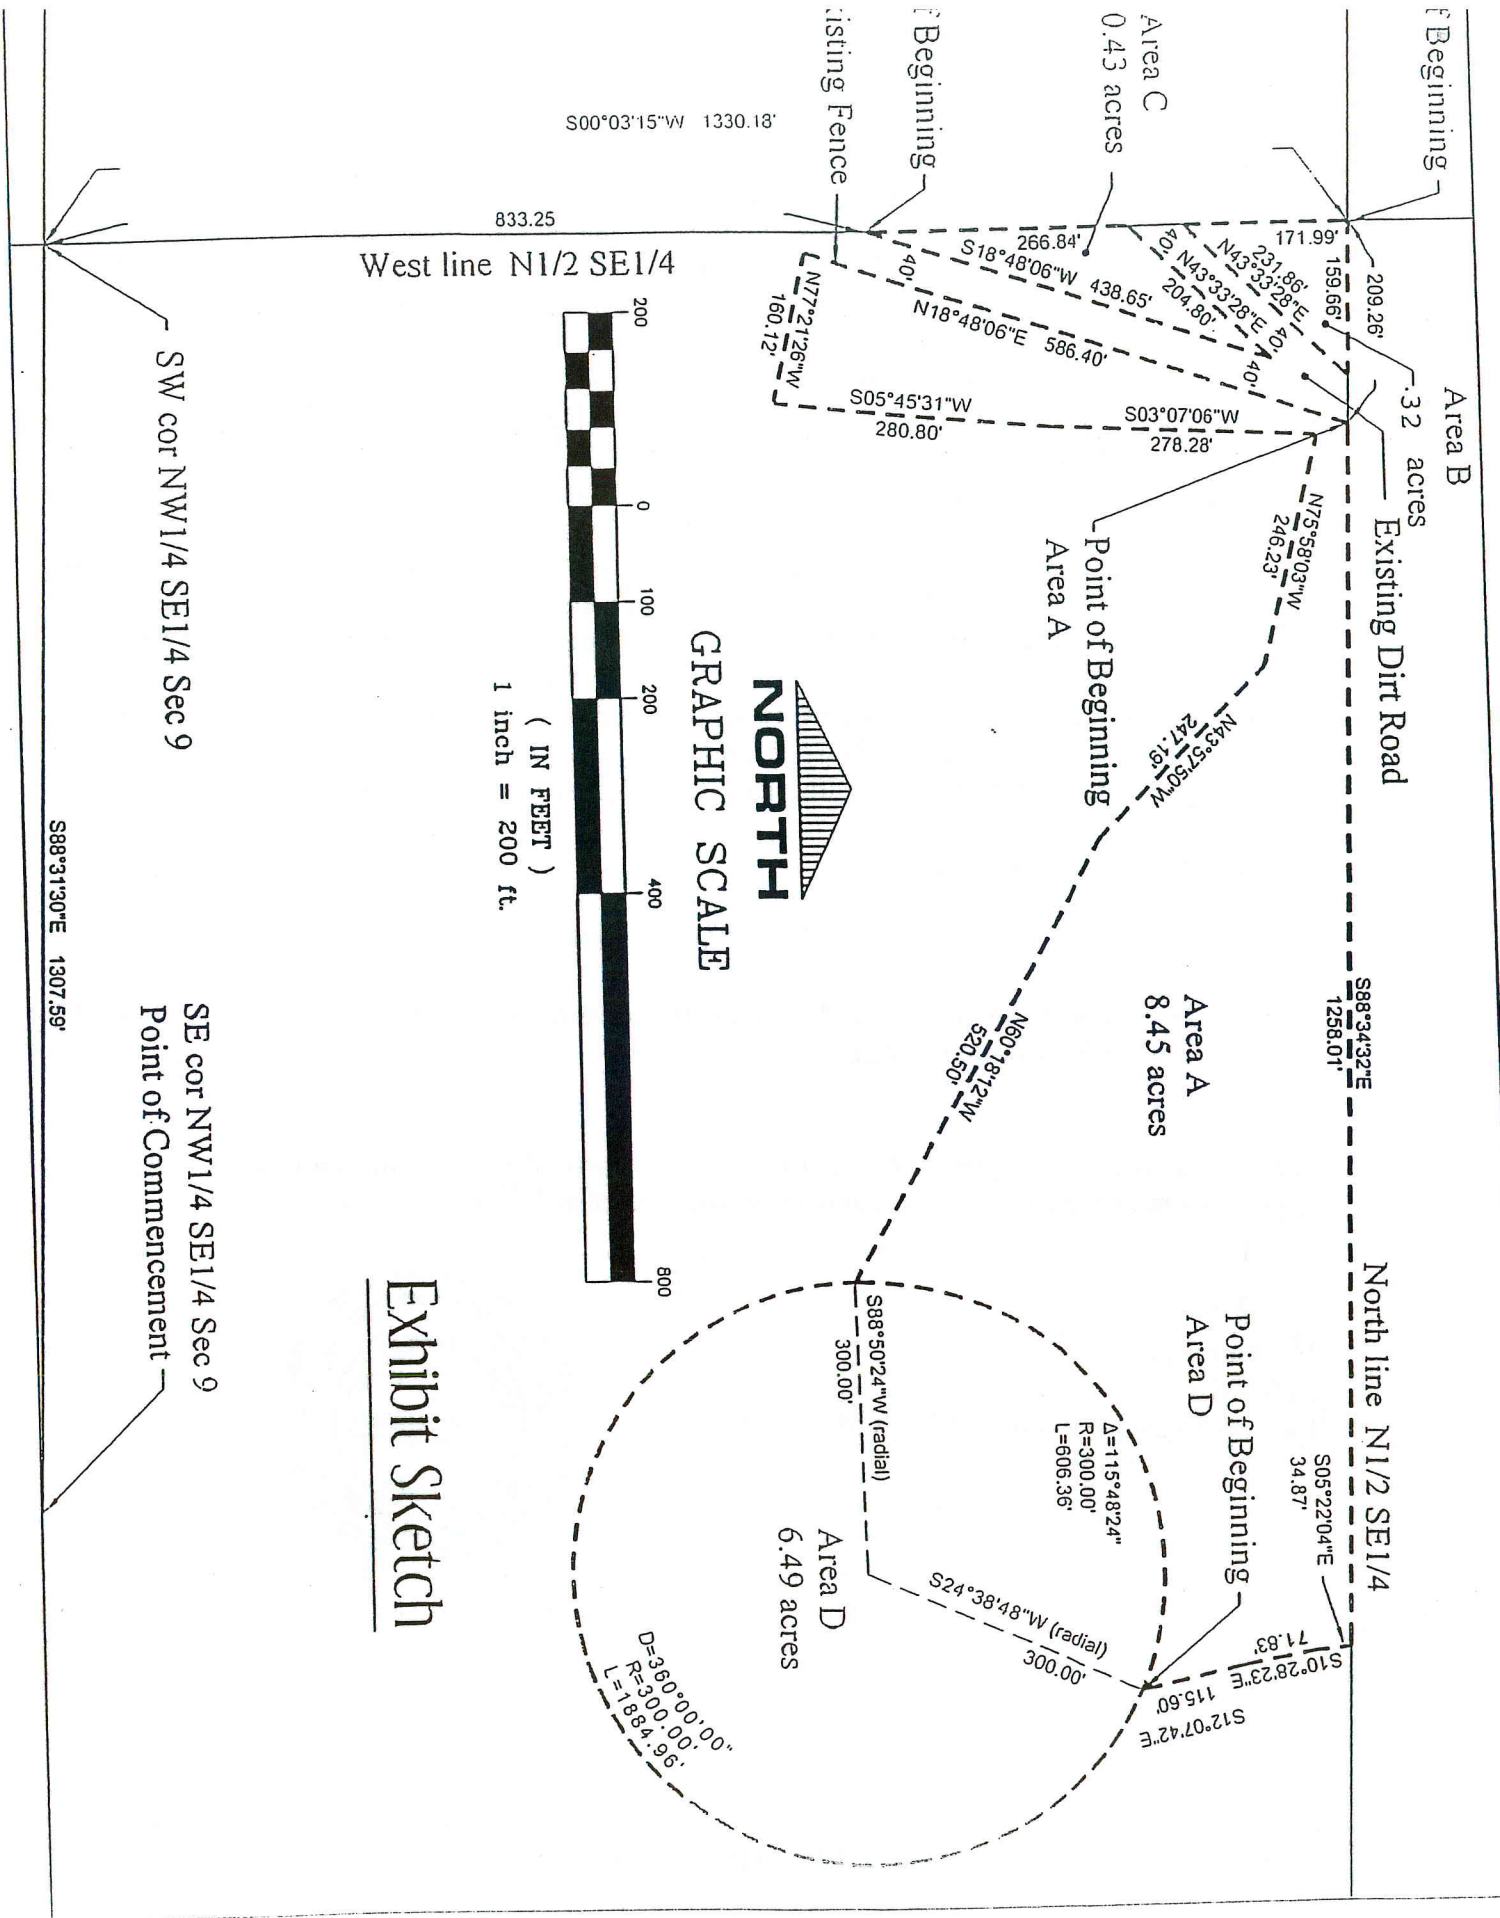 f Beginning
f Beginning
Area C
0.43 acres
isting Fence
S00°03'15"W 1330.18'
833.25
West line N1/2 SE1/4
171.99'
266.84'
159.66'
209.26'
231.86'
N43°33'28"E
N43°33'28"E
204.80'
40'
40'
40'
40'
S18°48'06"W 438.65'
N18°48'06"E 586.40'
N77°21'26"W
160.12'
S05°45'31"W
280.80'
S03°07'06"W
278.28'
Area B
.32 acres
Existing Dirt Road
N75°58'03"W
246.23'
Point of Beginning
Area A
N43°57'50"W
247.19'
S88°34'32"E
1258.01'
North line N1/2 SE1/4
Area A
8.45 acres
N60°18'12"W
520.50'
NORTH
GRAPHIC SCALE
200
0
100
200
400
800
( IN FEET )
1 inch = 200 ft.
SW cor NW1/4 SE1/4 Sec 9
S88°31'30"E 1307.59'
SE cor NW1/4 SE1/4 Sec 9
Point of Commencement
Exhibit Sketch
Point of Beginning
Area D
S05°22'04"E
34.87'
S10°28'23"E
71.83'
S12°07'42"E
115.60'
Δ=115°48'24"
R=300.00'
L=606.36'
S88°50'24"W (radial)
300.00'
S24°38'48"W (radial)
300.00'
Area D
6.49 acres
D=360°00'00"
R=300.00'
L=1884.96'